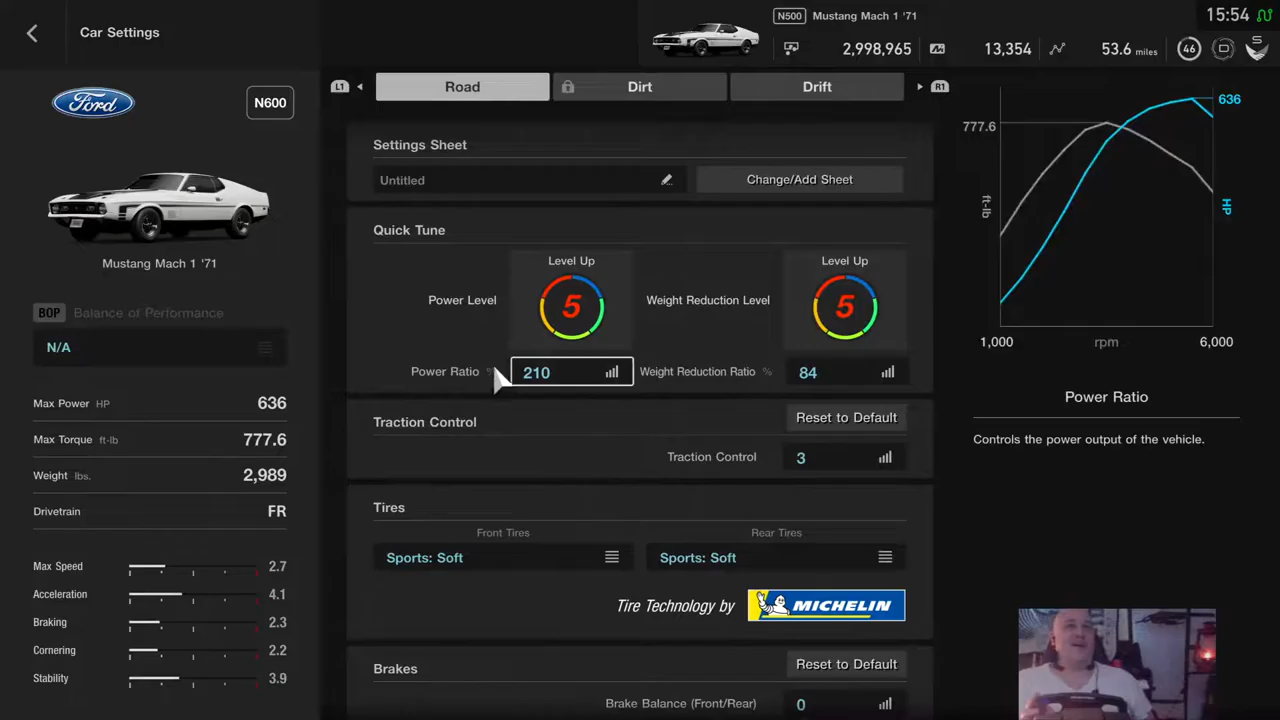 Car Settings
N500 Mustang Mach 1 '71
15:54
2,998,965
13,354
53.6 miles
46
S
Ford
N600
Mustang Mach 1 '71
BOP Balance of Performance
N/A
Max Power HP 636
Max Torque ft-lb 777.6
Weight lbs. 2,989
Drivetrain FR
Max Speed 2.7
Acceleration 4.1
Braking 2.3
Cornering 2.2
Stability 3.9
L1 Road Dirt Drift R1
Settings Sheet
Untitled
Change/Add Sheet
Quick Tune
Level Up
Level Up
Power Level 5 Weight Reduction Level 5
Power Ratio % 210 Weight Reduction Ratio % 84
Traction Control
Reset to Default
Traction Control 3
Tires
Front Tires Rear Tires
Sports: Soft Sports: Soft
Tire Technology by MICHELIN
Brakes
Reset to Default
Brake Balance (Front/Rear) 0
636
777.6
ft-lb
HP
1,000 rpm 6,000
Power Ratio
Controls the power output of the vehicle.